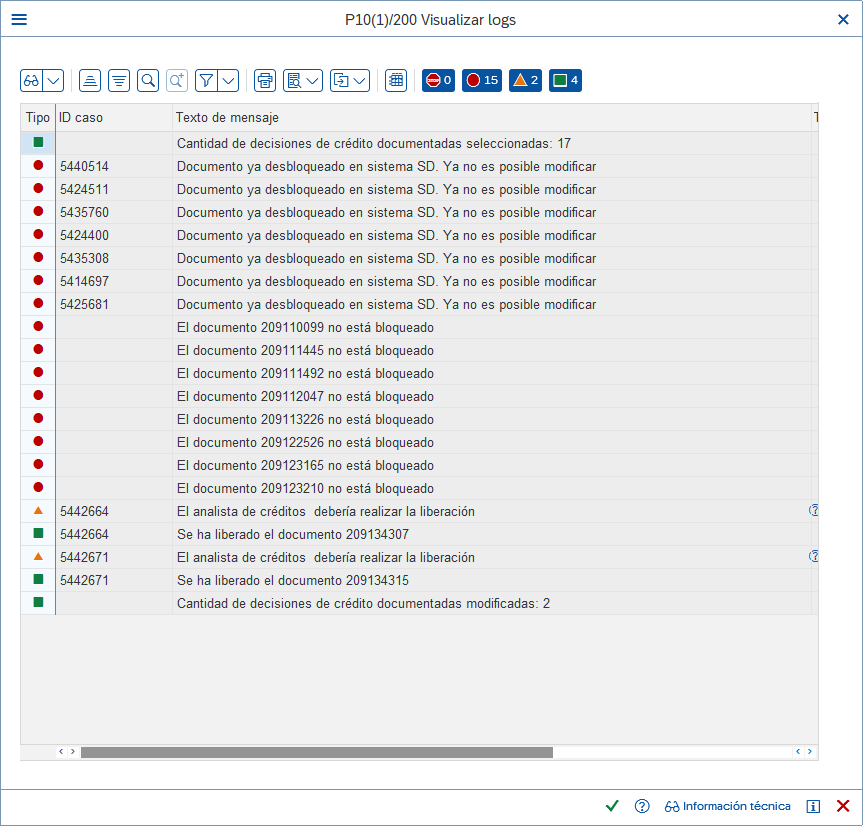 P10(1)/200 Visualizar logs
0 15 2 4
Tipo ID caso Texto de mensaje T
Cantidad de decisiones de crédito documentadas seleccionadas: 17
5440514 Documento ya desbloqueado en sistema SD. Ya no es posible modificar
5424511 Documento ya desbloqueado en sistema SD. Ya no es posible modificar
5435760 Documento ya desbloqueado en sistema SD. Ya no es posible modificar
5424400 Documento ya desbloqueado en sistema SD. Ya no es posible modificar
5435308 Documento ya desbloqueado en sistema SD. Ya no es posible modificar
5414697 Documento ya desbloqueado en sistema SD. Ya no es posible modificar
5425681 Documento ya desbloqueado en sistema SD. Ya no es posible modificar
El documento 209110099 no está bloqueado
El documento 209111445 no está bloqueado
El documento 209111492 no está bloqueado
El documento 209112047 no está bloqueado
El documento 209113226 no está bloqueado
El documento 209122526 no está bloqueado
El documento 209123165 no está bloqueado
El documento 209123210 no está bloqueado
5442664 El analista de créditos  debería realizar la liberación
5442664 Se ha liberado el documento 209134307
5442671 El analista de créditos  debería realizar la liberación
5442671 Se ha liberado el documento 209134315
Cantidad de decisiones de crédito documentadas modificadas: 2
Información técnica